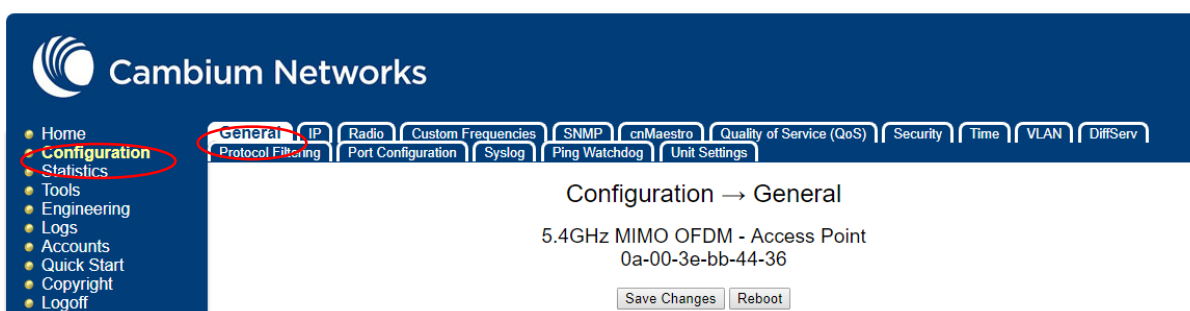 Cambium Networks
Home
Configuration
Statistics
Tools
Engineering
Logs
Accounts
Quick Start
Copyright
Logoff
General IP Radio Custom Frequencies SNMP cnMaestro Quality of Service (QoS) Security Time VLAN DiffServ
Protocol Filtering Port Configuration Syslog Ping Watchdog Unit Settings
Configuration → General
5.4GHz MIMO OFDM - Access Point
0a-00-3e-bb-44-36
Save Changes Reboot